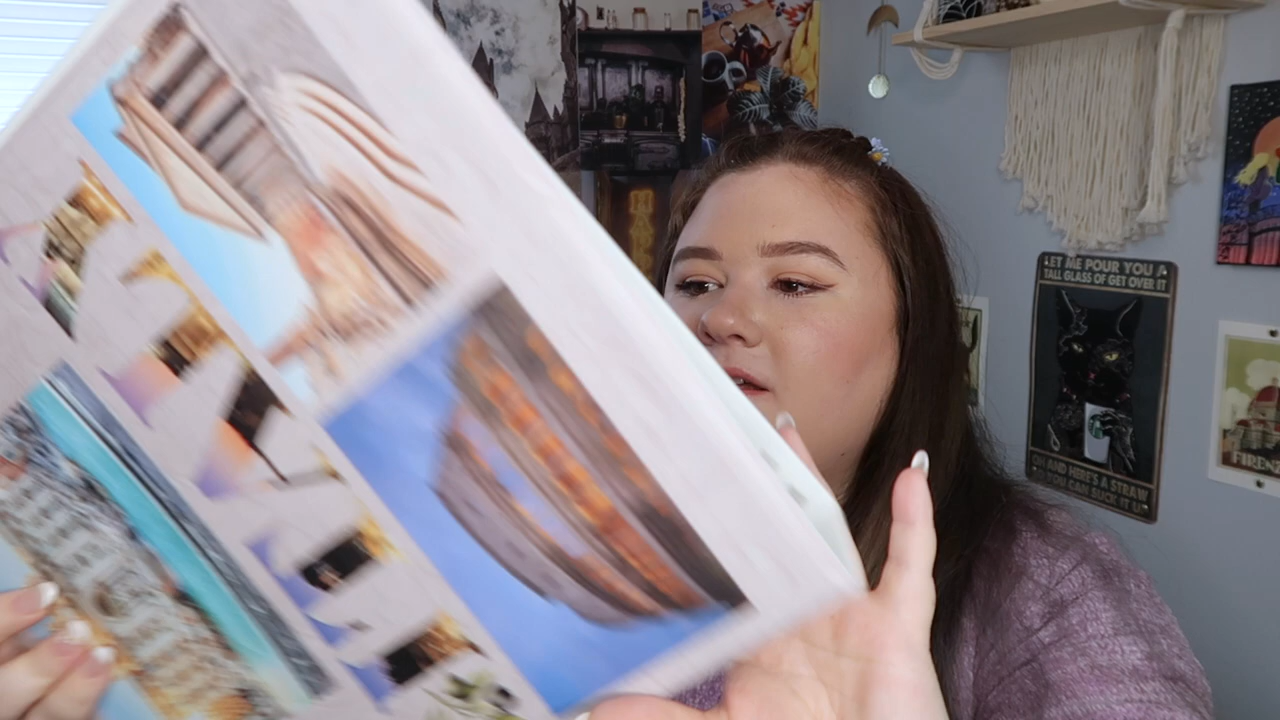 LET ME POUR YOU A
TALL GLASS OF GET OVER IT
OH AND HERE'S A STRAW
SO YOU CAN SUCK IT UP
FIRENZ